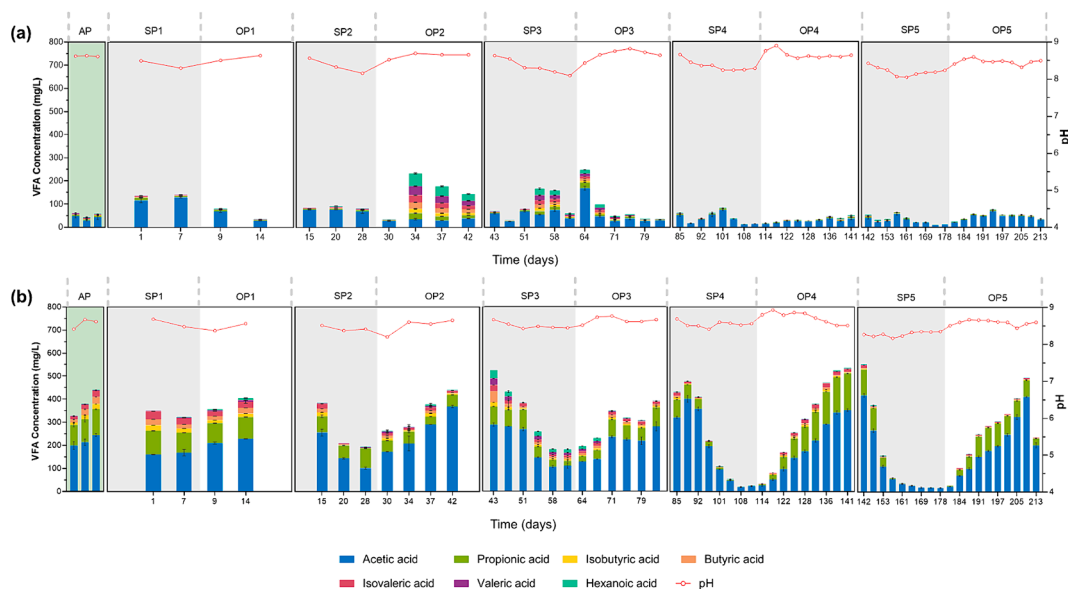 (a)
AP SP1 OP1 SP2 OP2 SP3 OP3 SP4 OP4 SP5 OP5
VFA Concentration (mg/L)
800
700
600
500
400
300
200
100
0
9
8
7
6
5
4
pH
1 7 9 14 15 20 28 30 34 37 42 43 51 58 64 71 79 85 92 101 108 114 122 128 136 141 142 153 161 169 178 184 191 197 205 213
Time (days)
(b)
AP SP1 OP1 SP2 OP2 SP3 OP3 SP4 OP4 SP5 OP5
VFA Concentration (mg/L)
800
700
600
500
400
300
200
100
0
9
8
7
6
5
4
pH
1 7 9 14 15 20 28 30 34 37 42 43 51 58 64 71 79 85 92 101 108 114 122 128 136 141 142 153 161 169 178 184 191 197 205 213
Time (days)
Acetic acid Propionic acid Isobutyric acid Butyric acid
Isovaleric acid Valeric acid Hexanoic acid pH